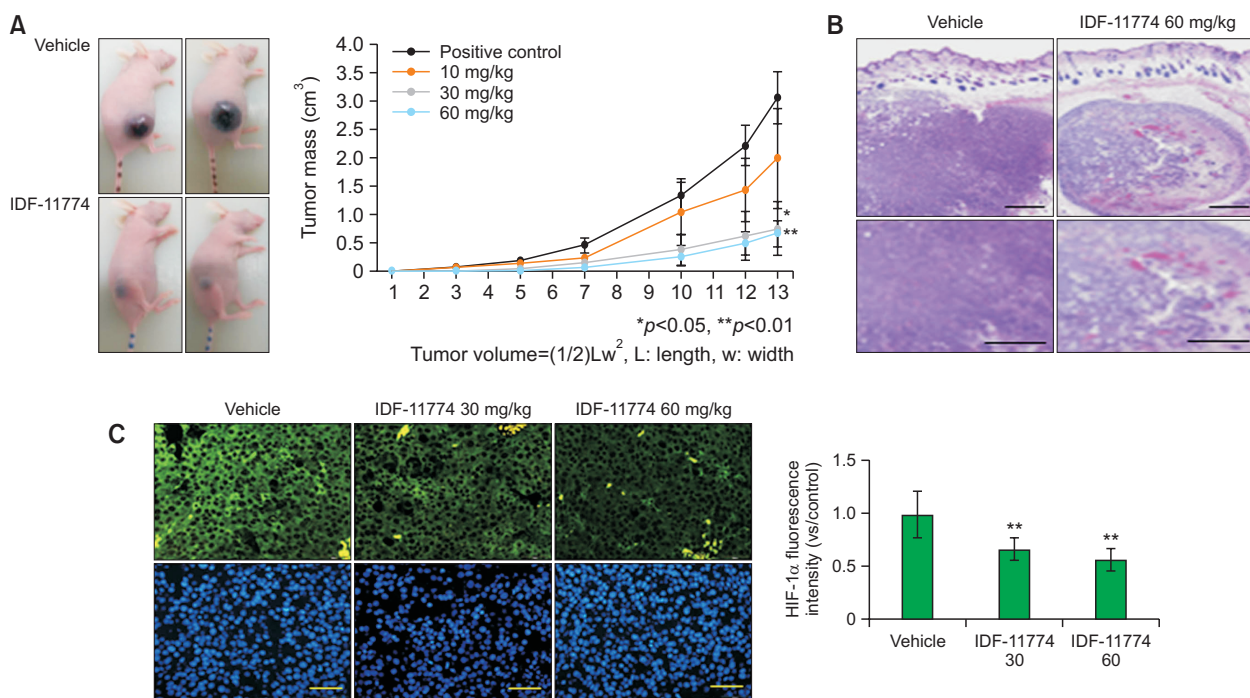 A
Vehicle
IDF-11774
Tumor mass (cm³)
4.0
3.5
3.0
2.5
2.0
1.5
1.0
0.5
0
Positive control
10 mg/kg
30 mg/kg
60 mg/kg
*
**
1 2 3 4 5 6 7 8 9 10 11 12 13
*p<0.05, **p<0.01
Tumor volume=(1/2)Lw², L: length, w: width
B
Vehicle IDF-11774 60 mg/kg
C
Vehicle IDF-11774 30 mg/kg IDF-11774 60 mg/kg
HIF-1α fluorescence
intensity (vs/control)
1.5
1.0
0.5
0
** **
Vehicle IDF-11774 IDF-11774
30 60